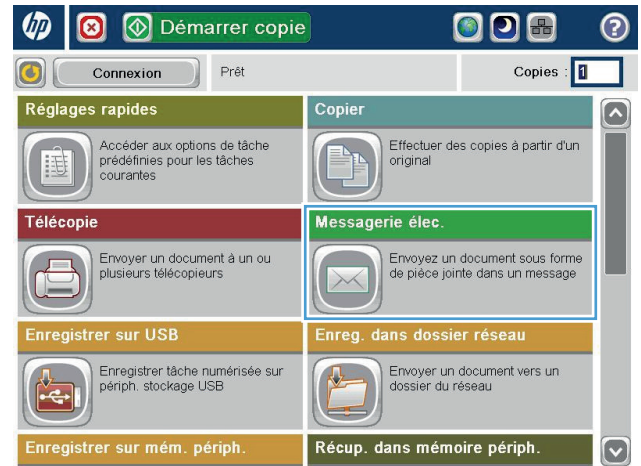 hp Démarrer copie ?
Connexion Prêt Copies : 1
Réglages rapides
Accéder aux options de tâche
prédéfinies pour les tâches
courantes
Copier
Effectuer des copies à partir d'un
original
Télécopie
Envoyer un document à un ou
plusieurs télécopieurs
Messagerie élec.
Envoyez un document sous forme
de pièce jointe dans un message
Enregistrer sur USB
Enregistrer tâche numérisée sur
périph. stockage USB
Enreg. dans dossier réseau
Envoyer un document vers un
dossier du réseau
Enregistrer sur mém. périph.
Récup. dans mémoire périph.